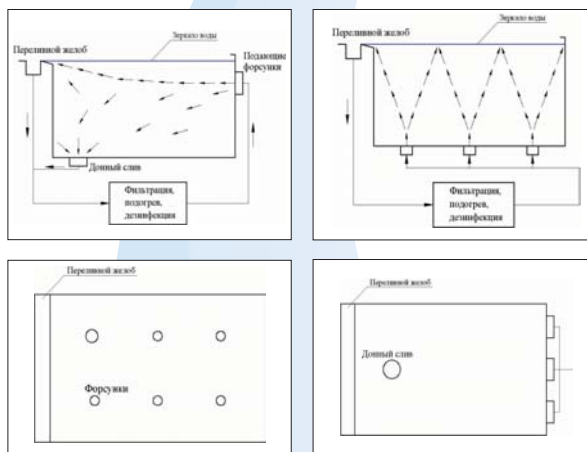 Переливной желоб
Зеркало воды
Подающие
форсунки
Донный слив
Фильтрация,
подогрев,
дезинфекция
Переливной желоб
Зеркало воды
Фильтрация,
подогрев,
дезинфекция
Переливной желоб
Форсунки
Переливной желоб
Донный слив